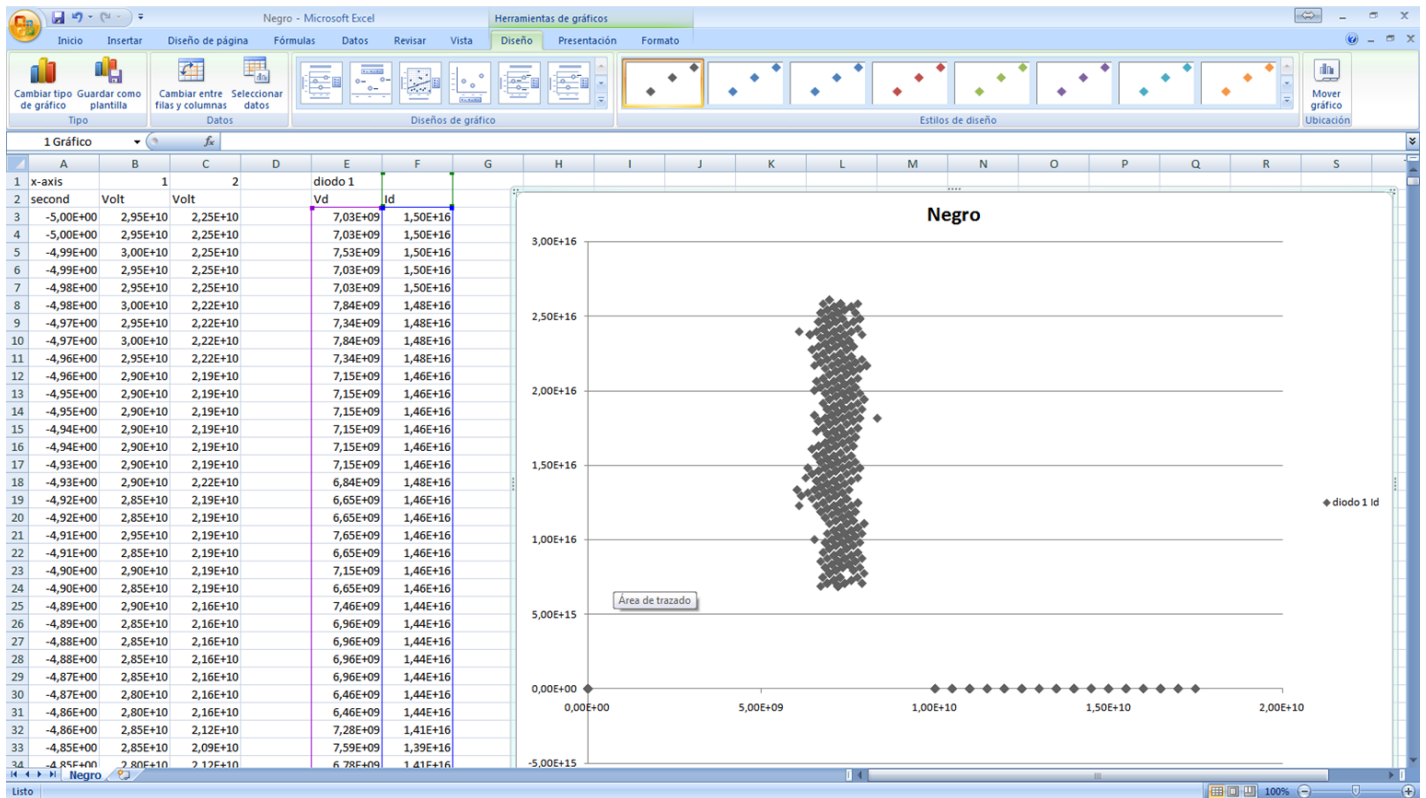 Negro - Microsoft Excel
Herramientas de gráficos
Inicio Insertar Diseño de página Fórmulas Datos Revisar Vista Diseño Presentación Formato
Cambiar tipo de gráfico
Guardar como plantilla
Cambiar entre filas y columnas
Seleccionar datos
Mover gráfico
Tipo Datos Diseños de gráfico Estilos de diseño Ubicación
1 Gráfico fx
A B C D E F G H I J K L M N O P Q R S
1 x-axis 1 2 diodo 1
2 second Volt Volt Vd Id
3 -5,00E+00 2,95E+10 2,25E+10 7,03E+09 1,50E+16
4 -5,00E+00 2,95E+10 2,25E+10 7,03E+09 1,50E+16
5 -4,99E+00 3,00E+10 2,25E+10 7,53E+09 1,50E+16
6 -4,99E+00 2,95E+10 2,25E+10 7,03E+09 1,50E+16
7 -4,98E+00 2,95E+10 2,25E+10 7,03E+09 1,50E+16
8 -4,98E+00 3,00E+10 2,22E+10 7,84E+09 1,48E+16
9 -4,97E+00 2,95E+10 2,22E+10 7,34E+09 1,48E+16
10 -4,97E+00 3,00E+10 2,22E+10 7,84E+09 1,48E+16
11 -4,96E+00 2,95E+10 2,22E+10 7,34E+09 1,48E+16
12 -4,96E+00 2,90E+10 2,19E+10 7,15E+09 1,46E+16
13 -4,95E+00 2,90E+10 2,19E+10 7,15E+09 1,46E+16
14 -4,95E+00 2,90E+10 2,19E+10 7,15E+09 1,46E+16
15 -4,94E+00 2,90E+10 2,19E+10 7,15E+09 1,46E+16
16 -4,94E+00 2,90E+10 2,19E+10 7,15E+09 1,46E+16
17 -4,93E+00 2,90E+10 2,19E+10 7,15E+09 1,46E+16
18 -4,93E+00 2,90E+10 2,22E+10 6,84E+09 1,48E+16
19 -4,92E+00 2,85E+10 2,19E+10 6,65E+09 1,46E+16
20 -4,92E+00 2,85E+10 2,19E+10 6,65E+09 1,46E+16
21 -4,91E+00 2,95E+10 2,19E+10 7,65E+09 1,46E+16
22 -4,91E+00 2,85E+10 2,19E+10 6,65E+09 1,46E+16
23 -4,90E+00 2,90E+10 2,19E+10 7,15E+09 1,46E+16
24 -4,90E+00 2,85E+10 2,19E+10 6,65E+09 1,46E+16
25 -4,89E+00 2,90E+10 2,16E+10 7,46E+09 1,44E+16
26 -4,89E+00 2,85E+10 2,16E+10 6,96E+09 1,44E+16
27 -4,88E+00 2,85E+10 2,16E+10 6,96E+09 1,44E+16
28 -4,88E+00 2,85E+10 2,16E+10 6,96E+09 1,44E+16
29 -4,87E+00 2,85E+10 2,16E+10 6,96E+09 1,44E+16
30 -4,87E+00 2,80E+10 2,16E+10 6,46E+09 1,44E+16
31 -4,86E+00 2,80E+10 2,16E+10 6,46E+09 1,44E+16
32 -4,86E+00 2,85E+10 2,12E+10 7,28E+09 1,41E+16
33 -4,85E+00 2,85E+10 2,09E+10 7,59E+09 1,39E+16
34 -4,85E+00 2,80E+10 2,12E+10 6,78E+09 1,41E+16
Negro
3,00E+16
2,50E+16
2,00E+16
1,50E+16
1,00E+16
5,00E+15
0,00E+00
-5,00E+15
0,00E+00 5,00E+09 1,00E+10 1,50E+10 2,00E+10
diodo 1 Id
Área de trazado
Negro
Listo
100%